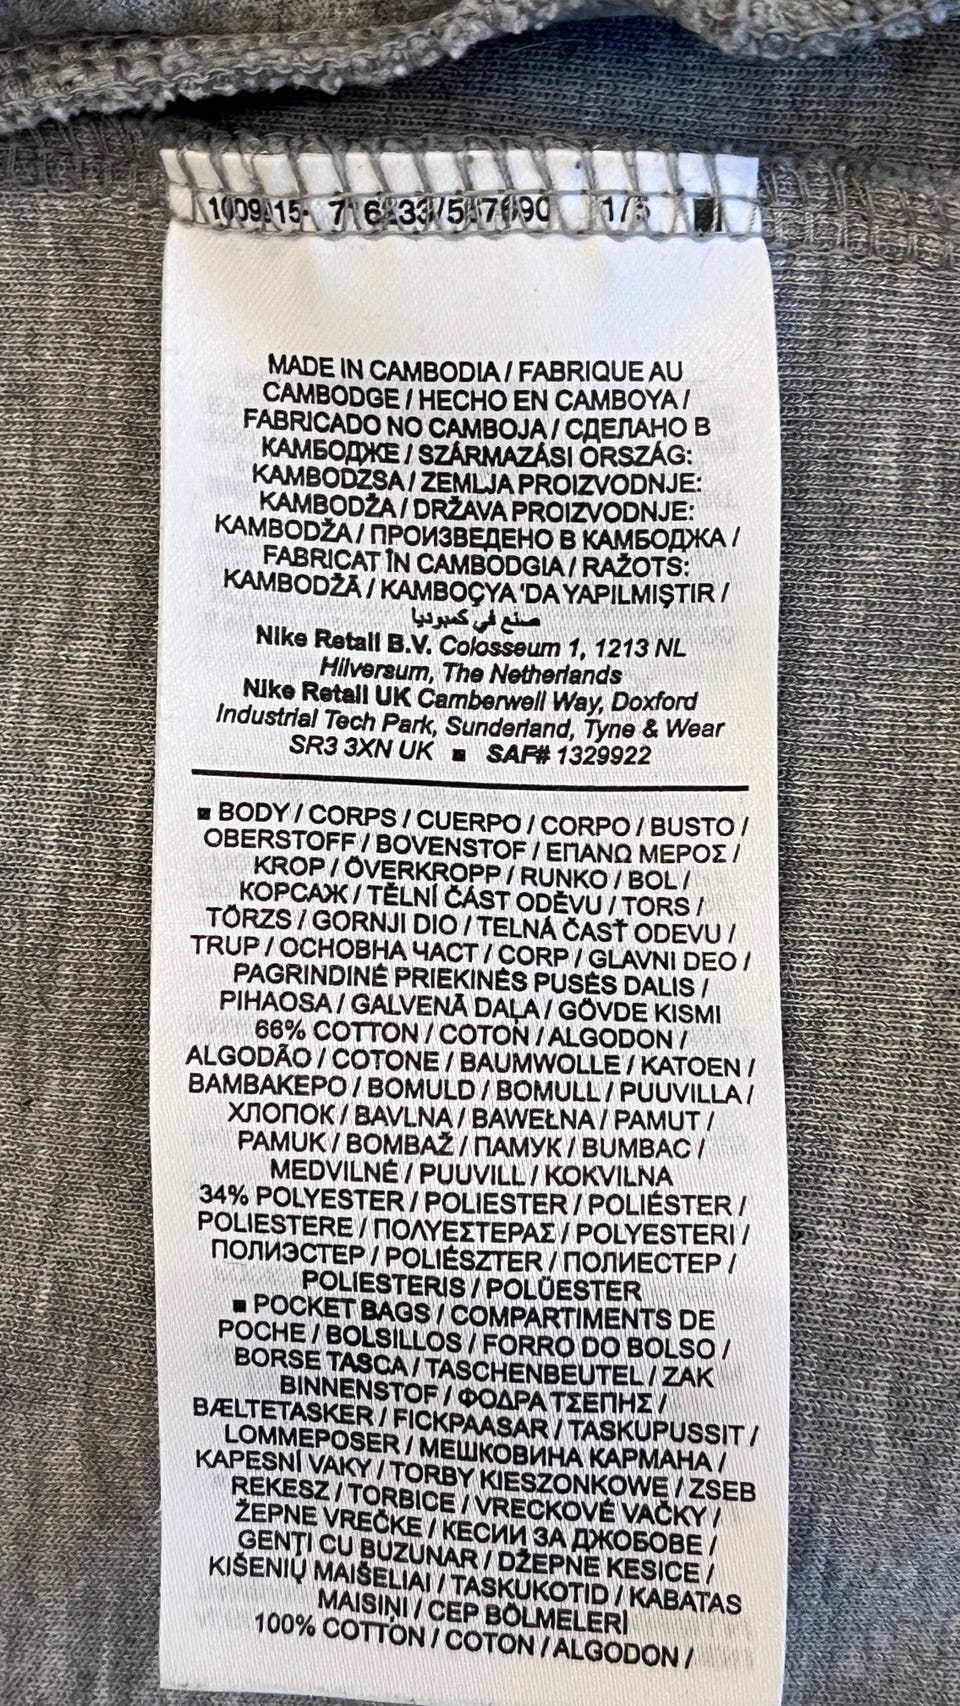 MADE IN CAMBODIA / FABRIQUE AU
CAMBODGE / HECHO EN CAMBOYA /
FABRICADO NO CAMBOJA / СДЕЛАНО В
КАМБОДЖЕ / SZÁRMAZÁSI ORSZÁG:
KAMBODZSA / ZEMLJA PROIZVODNJE:
KAMBODŽA / DRŽAVA PROIZVODNJE:
KAMBODŽA / ПРОИЗВЕДЕНО В КАМБОДЖА /
FABRICAT ÎN CAMBODGIA / RAŽOTS:
KAMBODŽĀ / KAMBOÇYA 'DA YAPILMIŞTIR /
صنع في كمبوديا
Nike Retail B.V. Colosseum 1, 1213 NL
Hilversum, The Netherlands
Nike Retail UK Camberwell Way, Doxford
Industrial Tech Park, Sunderland, Tyne & Wear
SR3 3XN UK ■ SAF# 1329922
■ BODY / CORPS / CUERPO / CORPO / BUSTO /
OBERSTOFF / BOVENSTOF / ΕΠΑΝΩ ΜΕΡΟΣ /
KROP / ÖVERKROPP / RUNKO / BOL /
КОРСАЖ / TĚLNÍ ČÁST ODĚVU / TORS /
TÖRZS / GORNJI DIO / TELNÁ ČASŤ ODEVU /
TRUP / ОСНОВНА ЧАСТ / CORP / GLAVNI DEO /
PAGRINDINĖ PRIEKINĖS PUSĖS DALIS /
PIHAOSA / GALVENĀ DAĻA / GÖVDE KISMI
66% COTTON / COTON / ALGODON /
ALGODÃO / COTONE / BAUMWOLLE / KATOEN /
ΒΑΜΒΑΚΕΡΟ / BOMULD / BOMULL / PUUVILLA /
ХЛОПОК / BAVLNA / BAWEŁNA / PAMUT /
PAMUK / BOMBAŽ / ПАМУК / BUMBAC /
MEDVILNĖ / PUUVILL / KOKVILNA
34% POLYESTER / POLIESTER / POLIÉSTER /
POLIESTERE / ΠΟΛΥΕΣΤΕΡΑΣ / POLYESTERI /
ПОЛИЭСТЕР / POLIÉSZTER / ПОЛИЕСТЕР /
POLIESTERIS / POLÜESTER
■ POCKET BAGS / COMPARTIMENTS DE
POCHE / BOLSILLOS / FORRO DO BOLSO /
BORSE TASCA / TASCHENBEUTEL / ZAK
BINNENSTOF / ΦΟΔΡΑ ΤΣΕΠΗΣ /
BÆLTETASKER / FICKPAASAR / TASKUPUSSIT /
LOMMEPOSER / МЕШКОВИНА КАРМАНА /
KAPESNÍ VAKY / TORBY KIESZONKOWE / ZSEB
REKESZ / TORBICE / VRECKOVÉ VAČKY /
ŽEPNE VREČKE / КЕСИИ ЗА ДЖОБОВЕ /
GENŢI CU BUZUNAR / DŽEPNE KESICE /
KIŠENIŲ MAIŠELIAI / TASKUKOTID / KABATAS
MAISIŅI / CEP BÖLMELERİ
100% COTTON / COTON / ALGODON /